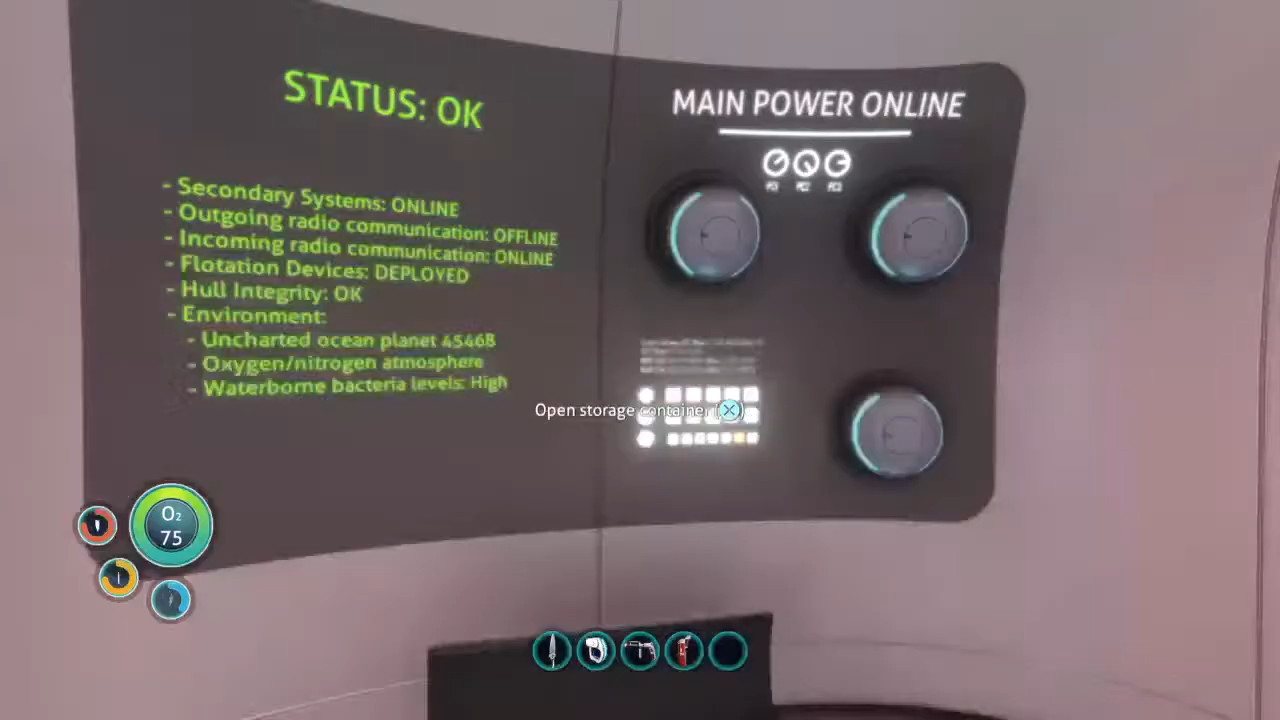 STATUS: OK
- Secondary Systems: ONLINE
- Outgoing radio communication: OFFLINE
- Incoming radio communication: ONLINE
- Flotation Devices: DEPLOYED
- Hull Integrity: OK
- Environment:
- Uncharted ocean planet 4546B
- Oxygen/nitrogen atmosphere
- Waterborne bacteria levels: High
MAIN POWER ONLINE
Open storage container
O₂
75